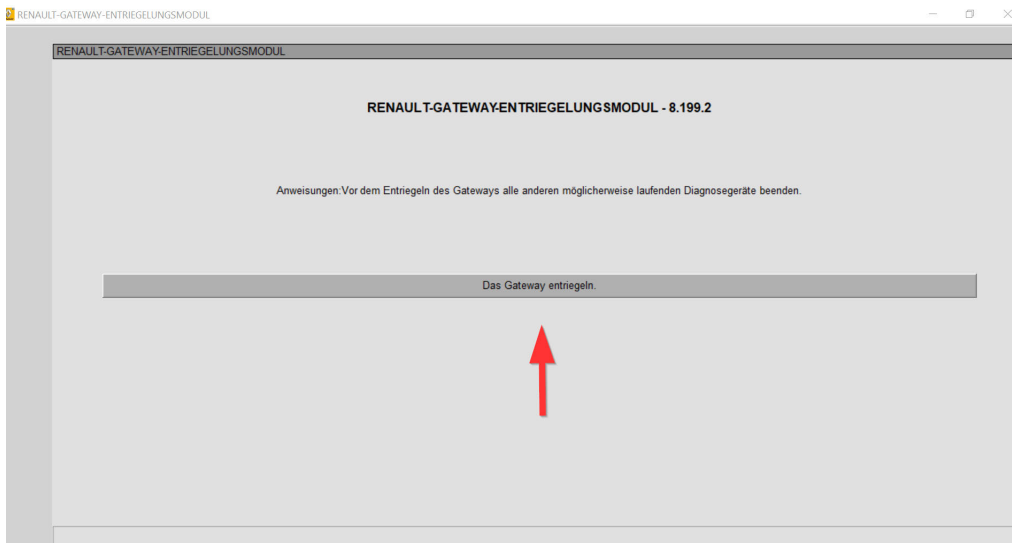 RENAULT-GATEWAY-ENTRIEGELUNGSMODUL
RENAULT-GATEWAY-ENTRIEGELUNGSMODUL
RENAULT-GATEWAY-ENTRIEGELUNGSMODUL - 8.199.2
Anweisungen:Vor dem Entriegeln des Gateways alle anderen möglicherweise laufenden Diagnosegeräte beenden.
Das Gateway entriegeln.